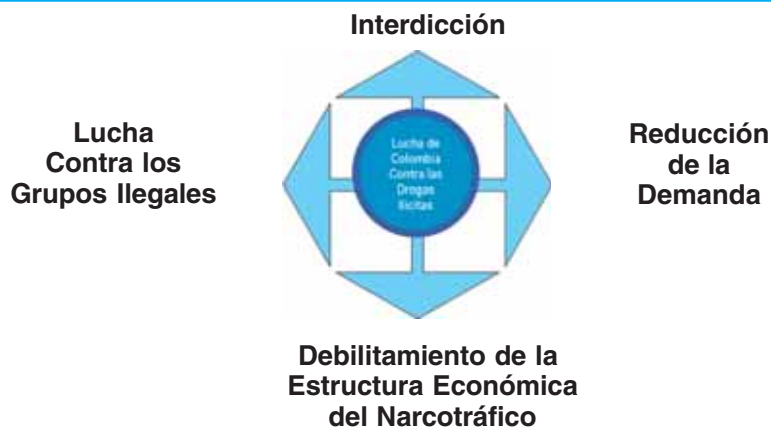 Interdicción
Lucha
Contra los
Grupos Ilegales
Lucha de
Colombia
Contra las
Drogas
Ilícitas
Reducción
de la
Demanda
Debilitamiento de la
Estructura Económica
del Narcotráfico